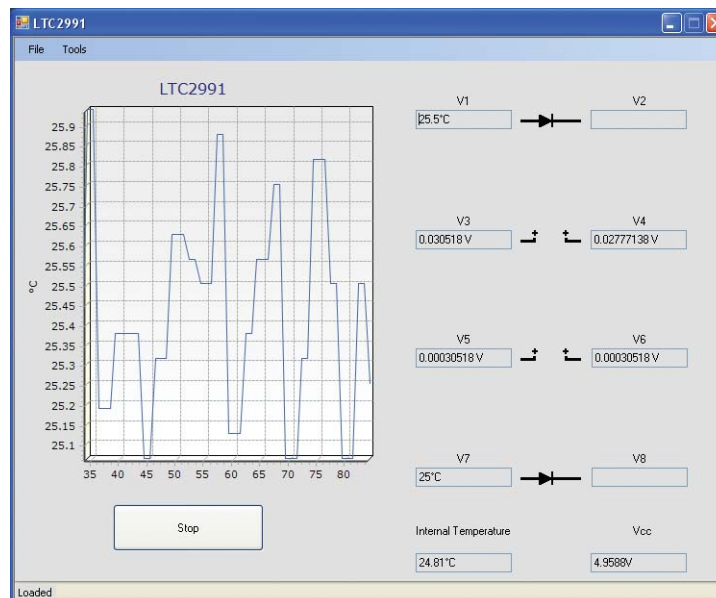 LTC2991
File Tools
LTC2991
°C
25.9
25.85
25.8
25.75
25.7
25.65
25.6
25.55
25.5
25.45
25.4
25.35
25.3
25.25
25.2
25.15
25.1
35 40 45 50 55 60 65 70 75 80
Stop
V1 V2
25.5°C
V3 V4
0.030518 V 0.02777138 V
V5 V6
0.00030518 V 0.00030518 V
V7 V8
25°C
Internal Temperature Vcc
24.81°C 4.9588V
Loaded